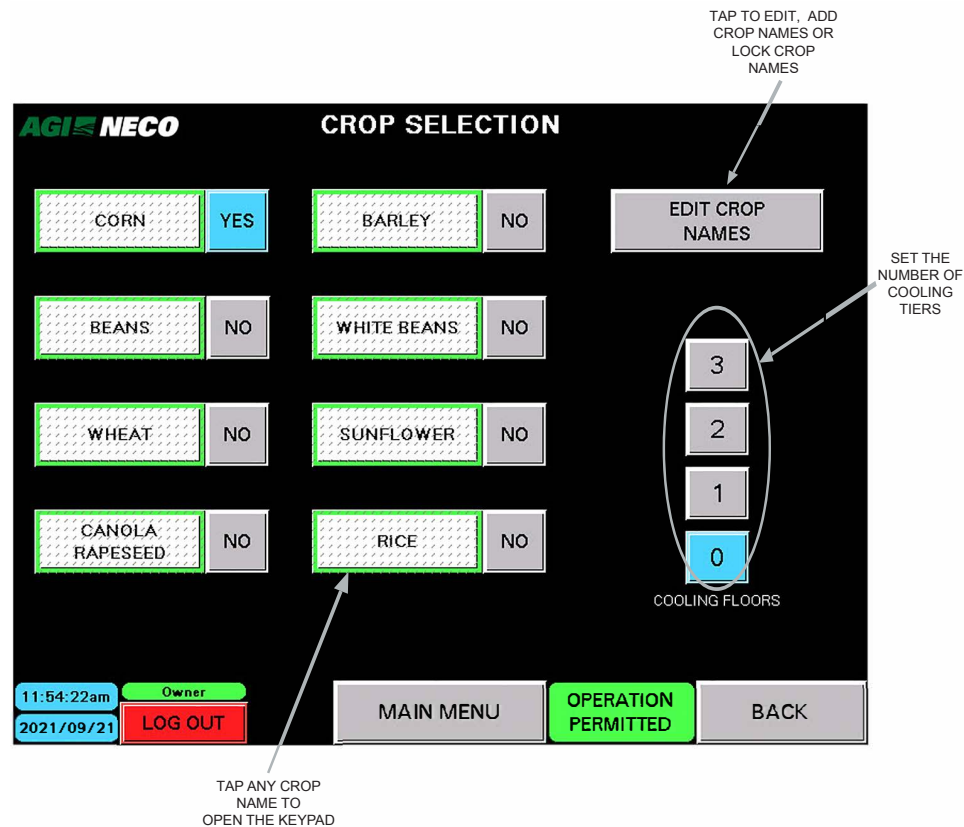 TAP TO EDIT, ADD
CROP NAMES OR
LOCK CROP
NAMES
AGI NECO
CROP SELECTION
CORN
YES
BARLEY
NO
EDIT CROP
NAMES
SET THE
NUMBER OF
COOLING
TIERS
BEANS
NO
WHITE BEANS
NO
3
WHEAT
NO
SUNFLOWER
NO
2
1
CANOLA
RAPESEED
NO
RICE
NO
0
COOLING FLOORS
11:54:22am
Owner
2021/09/21
LOG OUT
MAIN MENU
OPERATION
PERMITTED
BACK
TAP ANY CROP
NAME TO
OPEN THE KEYPAD